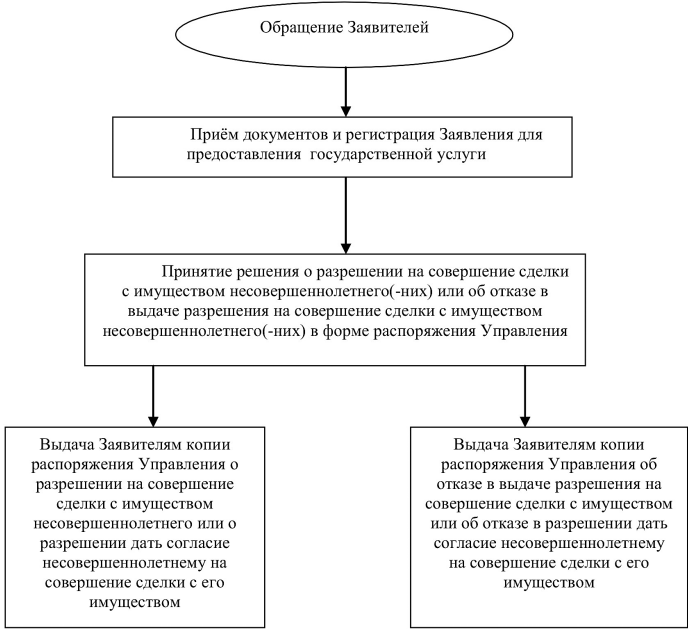 Обращение Заявителей
Приём документов и регистрация Заявления для
предоставления государственной услуги
Принятие решения о разрешении на совершение сделки
с имуществом несовершеннолетнего(-них) или об отказе в
выдаче разрешения на совершение сделки с имуществом
несовершеннолетнего(-них) в форме распоряжения Управления
Выдача Заявителям копии
распоряжения Управления о
разрешении на совершение
сделки с имуществом
несовершеннолетнего или о
разрешении дать согласие
несовершеннолетнему на
совершение сделки с его
имуществом
Выдача Заявителям копии
распоряжения Управления об
отказе в выдаче разрешения на
совершение сделки с имуществом
или об отказе в разрешении дать
согласие несовершеннолетнему
на совершение сделки с его
имуществом